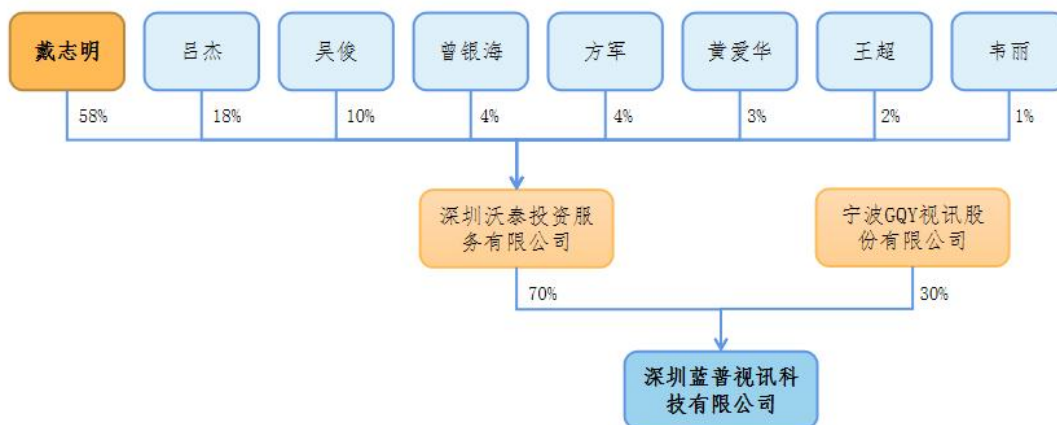 戴志明
吕杰
吴俊
曾银海
方军
黄爱华
王超
韦丽
58%
18%
10%
4%
4%
3%
2%
1%
深圳沃泰投资服
务有限公司
宁波GQY视讯股
份有限公司
70%
30%
深圳蓝普视讯科
技有限公司